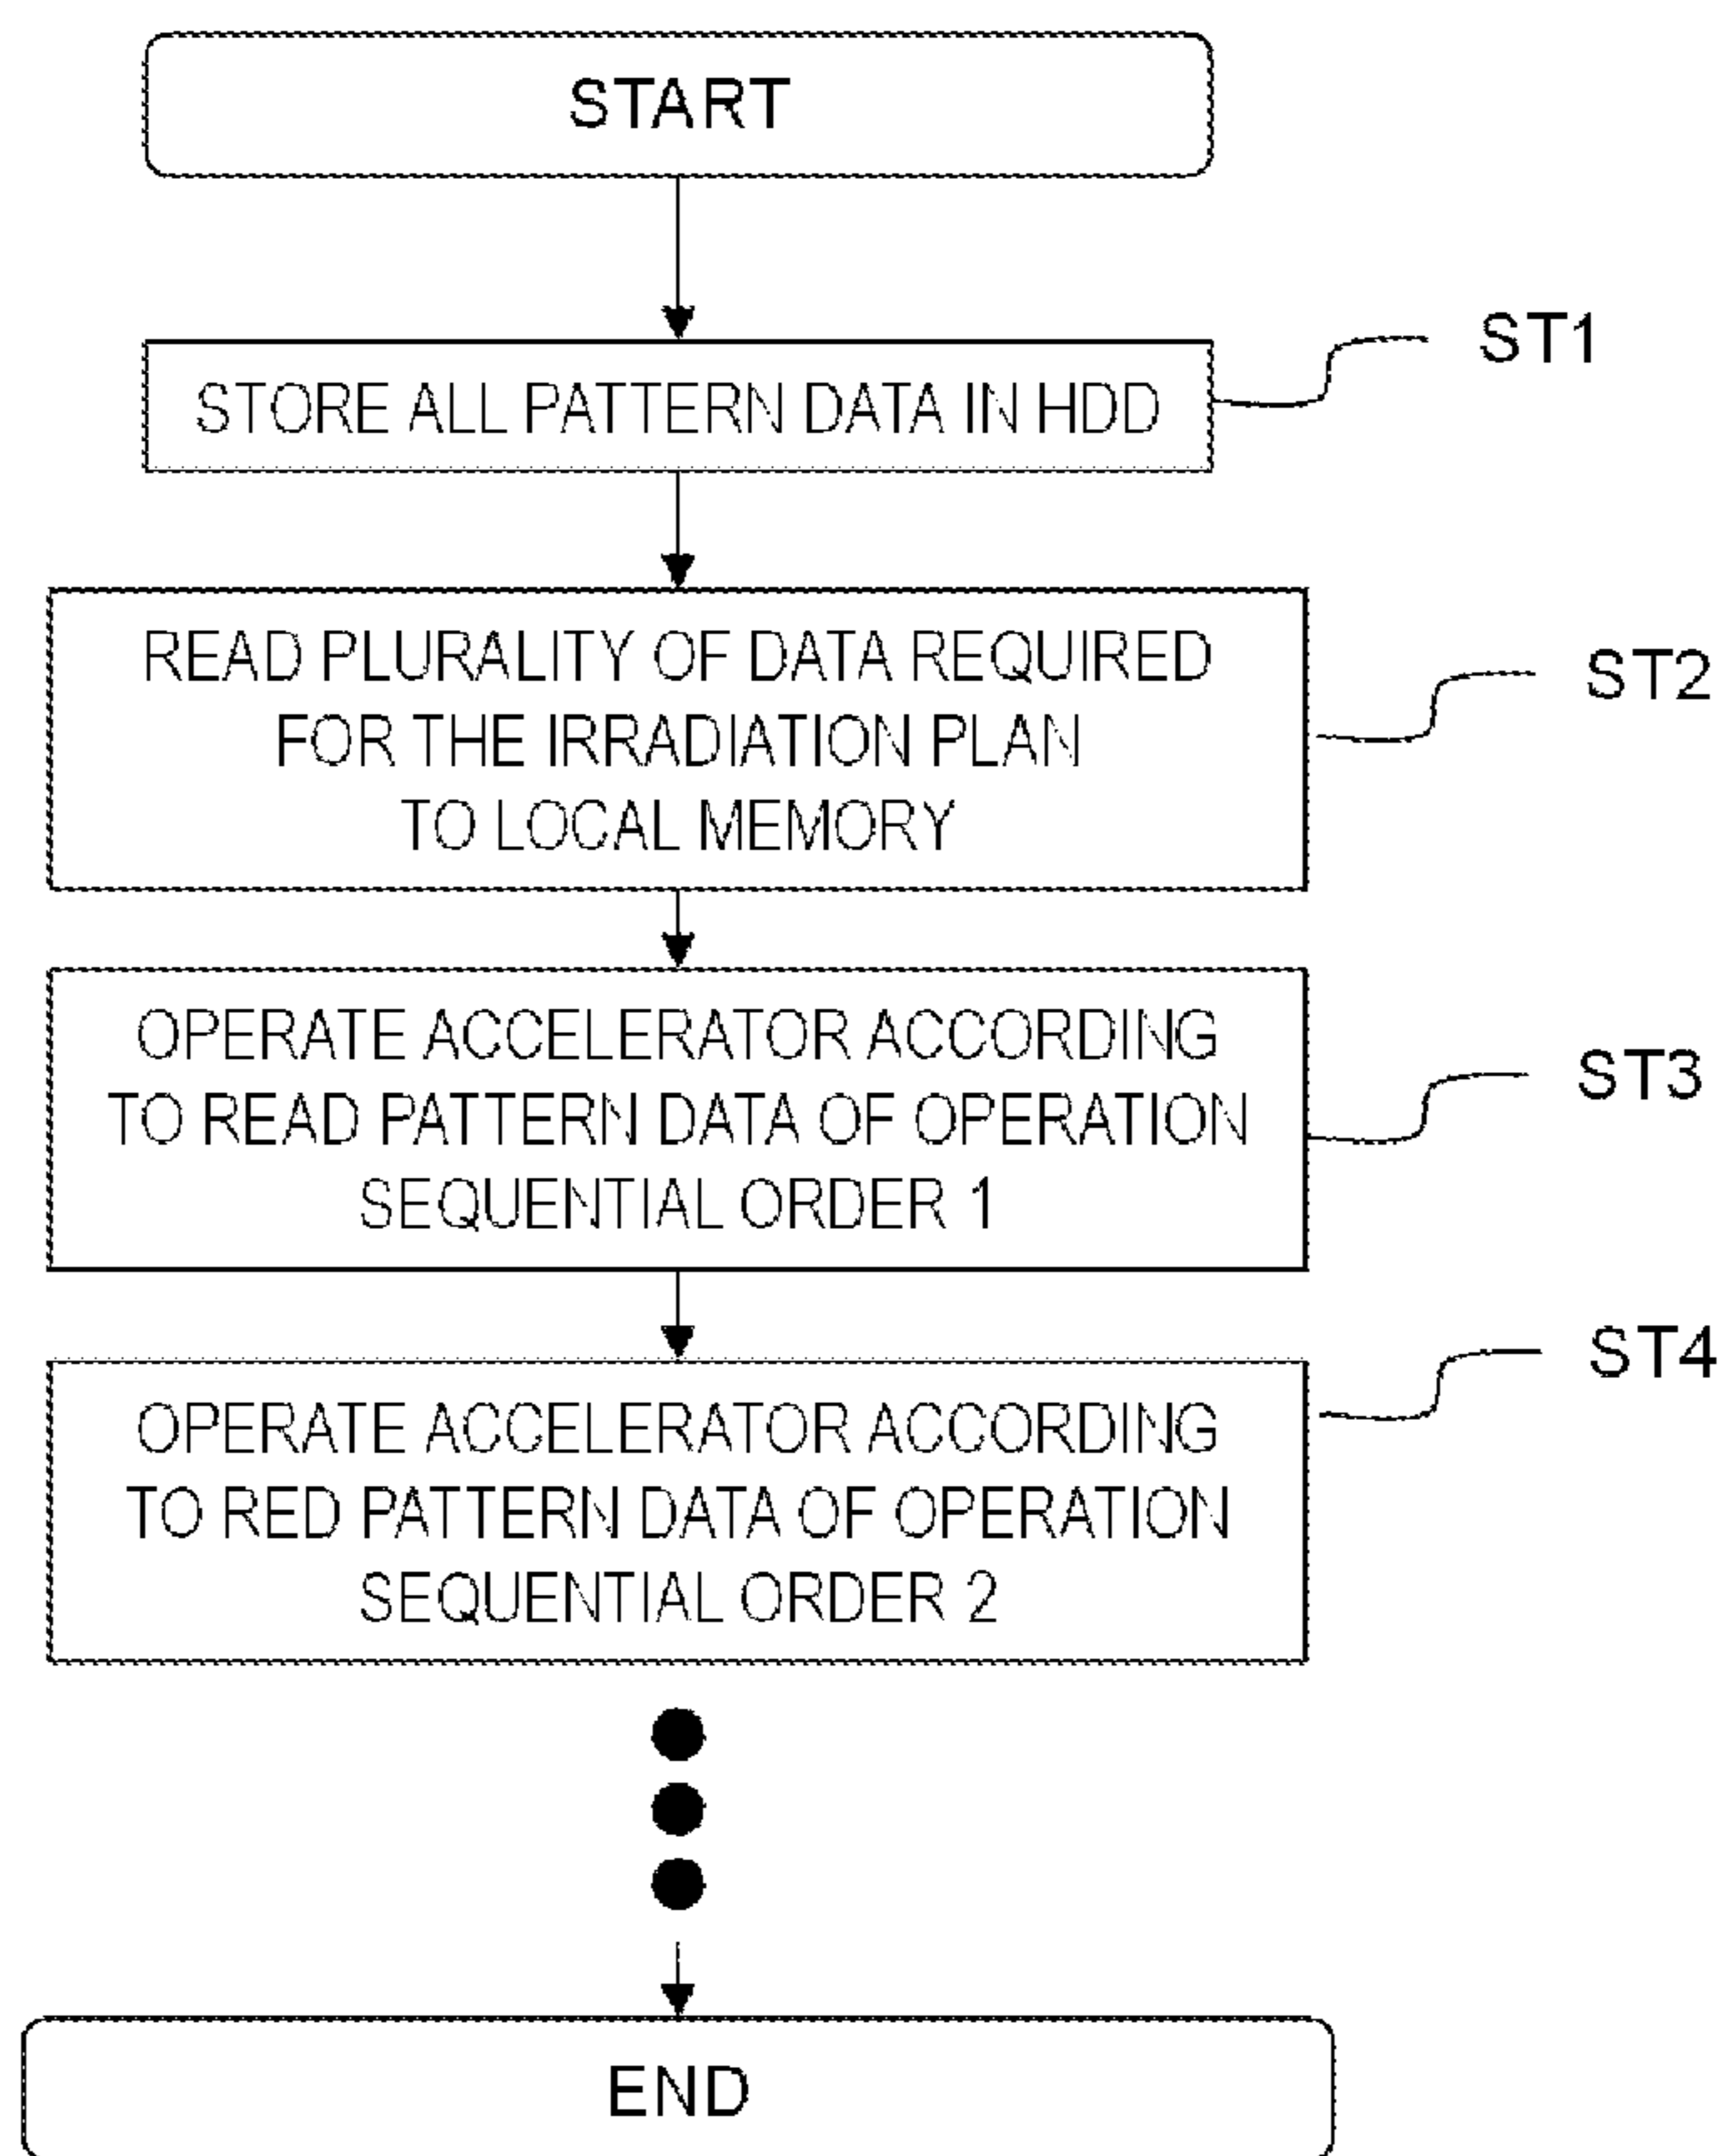 START
STORE ALL PATTERN DATA IN HDD
ST1
READ PLURALITY OF DATA REQUIRED
FOR THE IRRADIATION PLAN
TO LOCAL MEMORY
ST2
OPERATE ACCELERATOR ACCORDING
TO READ PATTERN DATA OF OPERATION
SEQUENTIAL ORDER 1
ST3
OPERATE ACCELERATOR ACCORDING
TO RED PATTERN DATA OF OPERATION
SEQUENTIAL ORDER 2
ST4
END